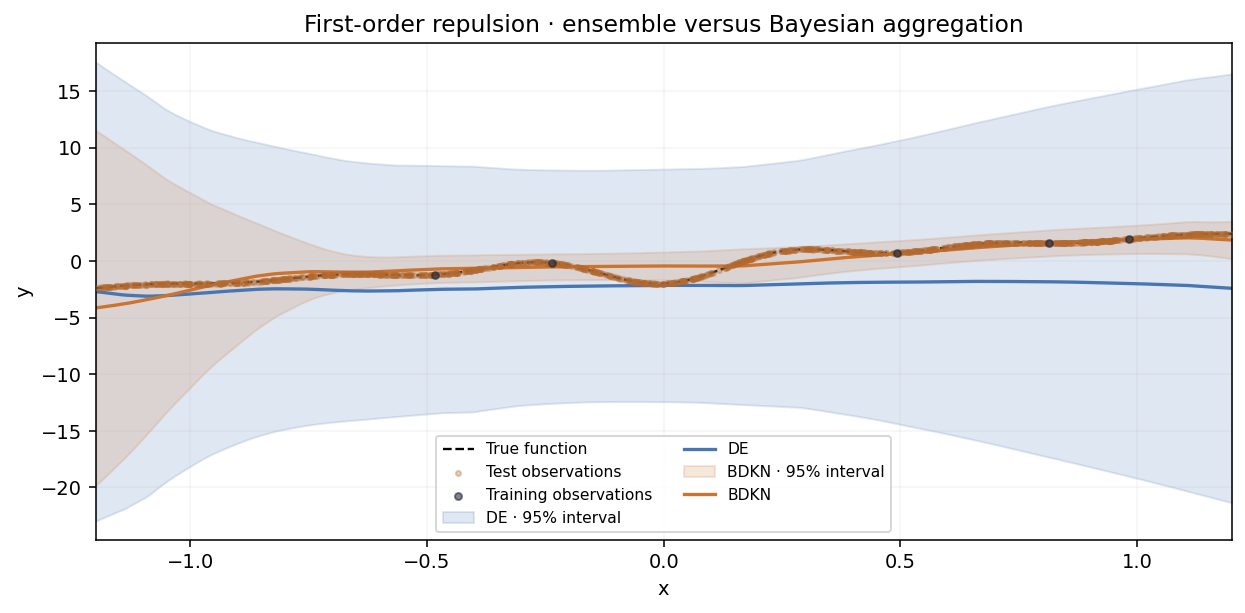 First-order repulsion · ensemble versus Bayesian aggregation
y
15
10
5
0
−5
−10
−15
−20
True function
Test observations
Training observations
DE · 95% interval
DE
BDKN · 95% interval
BDKN
−1.0
−0.5
0.0
0.5
1.0
x